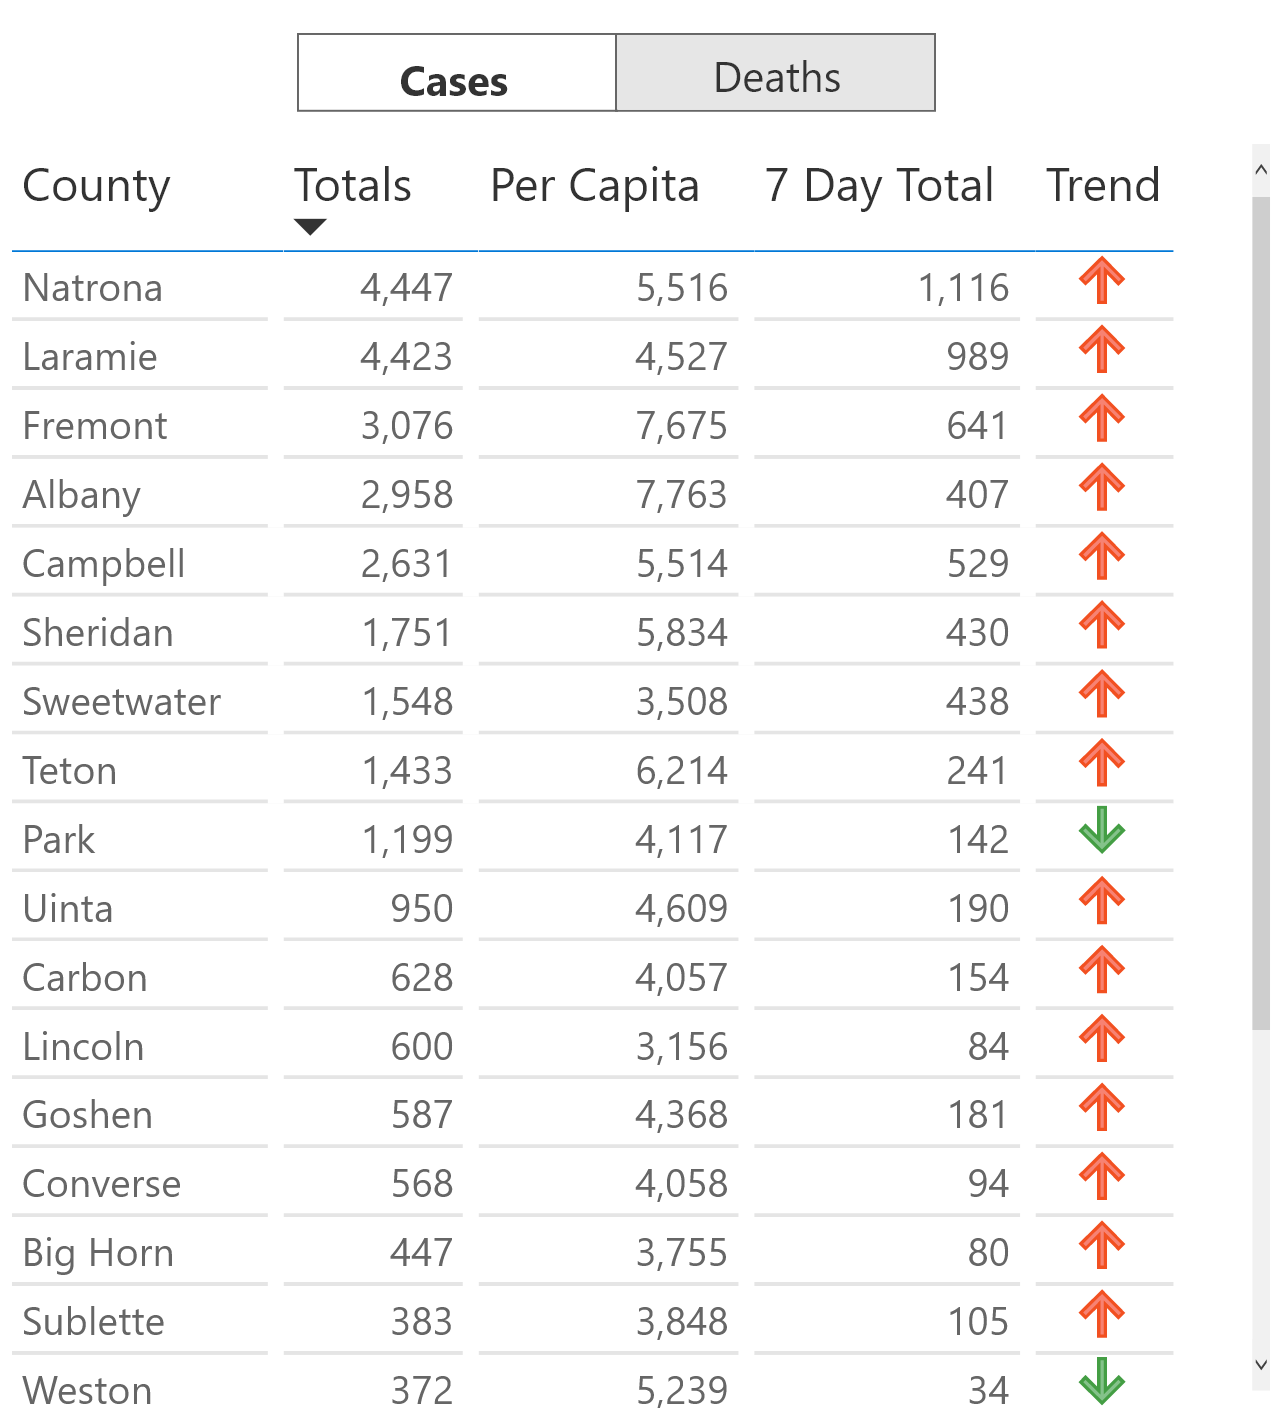 Cases Deaths
County Totals Per Capita 7 Day Total Trend
Natrona 4,447 5,516 1,116
Laramie 4,423 4,527 989
Fremont 3,076 7,675 641
Albany 2,958 7,763 407
Campbell 2,631 5,514 529
Sheridan 1,751 5,834 430
Sweetwater 1,548 3,508 438
Teton 1,433 6,214 241
Park 1,199 4,117 142
Uinta 950 4,609 190
Carbon 628 4,057 154
Lincoln 600 3,156 84
Goshen 587 4,368 181
Converse 568 4,058 94
Big Horn 447 3,755 80
Sublette 383 3,848 105
Weston 372 5,239 34